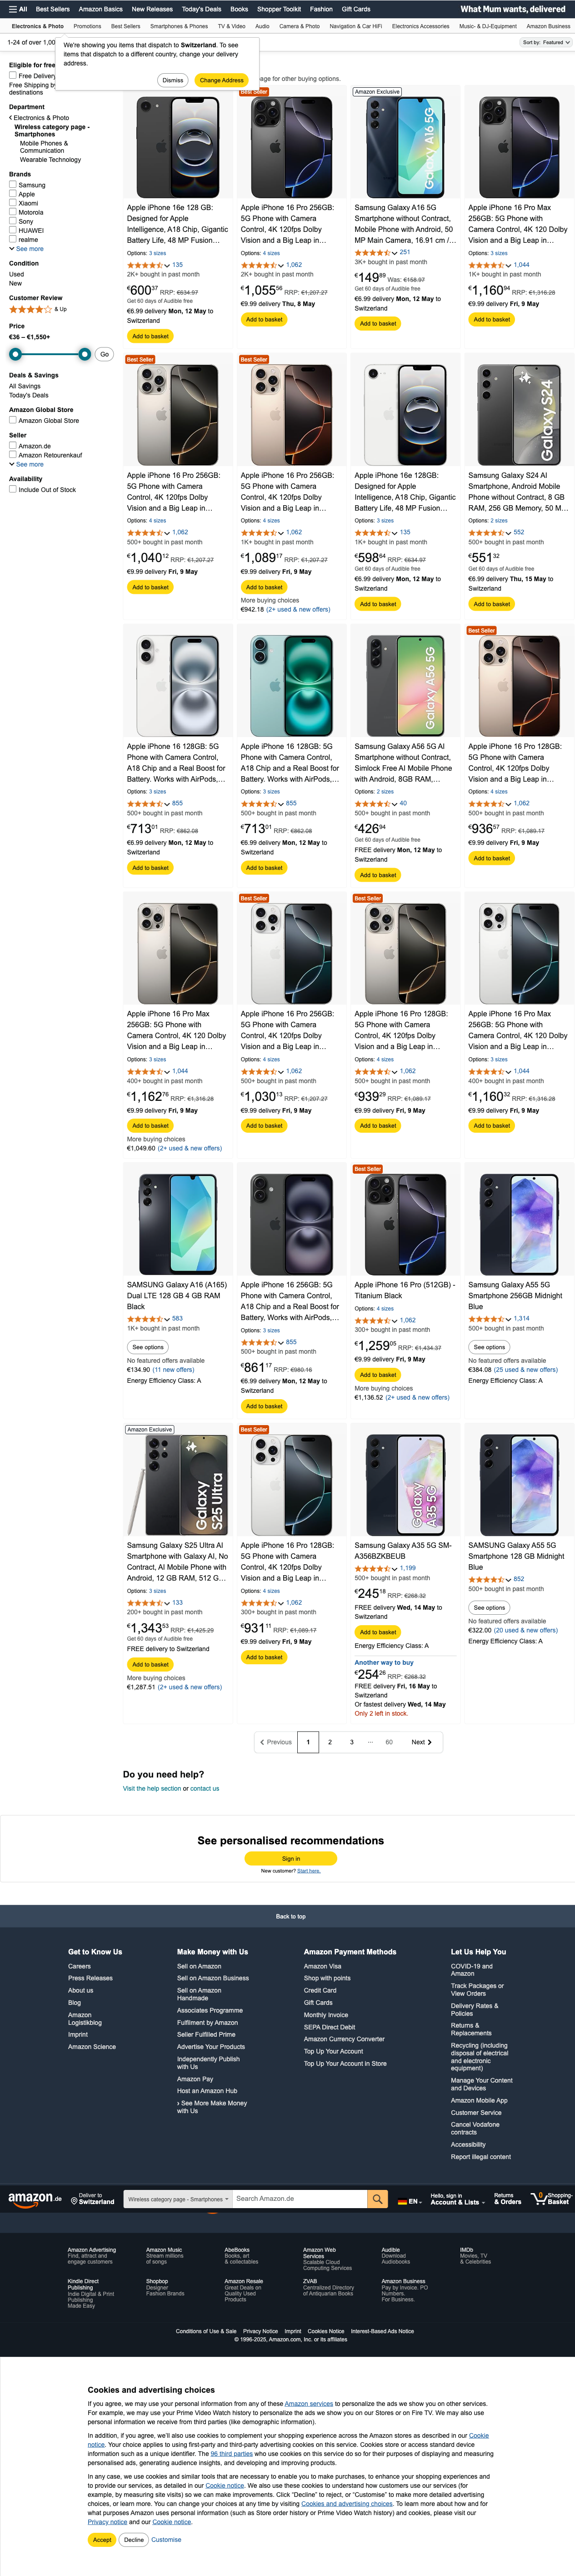 All Best Sellers Amazon Basics New Releases Today's Deals Books Shopper Toolkit Fashion Gift Cards What Mum wants, delivered
Electronics & Photo Promotions Best Sellers Smartphones & Phones TV & Video Audio Camera & Photo Navigation & Car HiFi Electronics Accessories Music- & DJ-Equipment Amazon Business
1-24 of over 1,00
Sort by: Featured
We're showing you items that dispatch to Switzerland. To see
items that dispatch to a different country, change your delivery
address.
Dismiss Change Address
page for other buying options.
Eligible for free
Free Delivery
Free Shipping by
destinations
Department
Electronics & Photo
Wireless category page -
Smartphones
Mobile Phones &
Communication
Wearable Technology
Brands
Samsung
Apple
Xiaomi
Motorola
Sony
HUAWEI
realme
See more
Condition
Used
New
Customer Review
& Up
Price
€36 – €1,550+
Go
Deals & Savings
All Savings
Today's Deals
Amazon Global Store
Amazon Global Store
Seller
Amazon.de
Amazon Retourenkauf
See more
Availability
Include Out of Stock
Apple iPhone 16e 128 GB:
Designed for Apple
Intelligence, A18 Chip, Gigantic
Battery Life, 48 MP Fusion…
Options: 3 sizes
135
2K+ bought in past month
€60037 RRP: €634.97
Get 60 days of Audible free
€6.99 delivery Mon, 12 May to
Switzerland
Add to basket
Best Seller
Apple iPhone 16 Pro 256GB:
5G Phone with Camera
Control, 4K 120fps Dolby
Vision and a Big Leap in…
Options: 4 sizes
1,062
2K+ bought in past month
€1,05556 RRP: €1,207.27
€9.99 delivery Thu, 8 May
Add to basket
Amazon Exclusive
Galaxy A16 5G
Samsung Galaxy A16 5G
Smartphone without Contract,
Mobile Phone with Android, 50
MP Main Camera, 16.91 cm /…
251
3K+ bought in past month
€14989 Was: €158.97
Get 60 days of Audible free
€6.99 delivery Mon, 12 May to
Switzerland
Add to basket
Apple iPhone 16 Pro Max
256GB: 5G Phone with
Camera Control, 4K 120 Dolby
Vision and a Big Leap in…
Options: 3 sizes
1,044
1K+ bought in past month
€1,16094 RRP: €1,316.28
€9.99 delivery Fri, 9 May
Add to basket
Best Seller
Apple iPhone 16 Pro 256GB:
5G Phone with Camera
Control, 4K 120fps Dolby
Vision and a Big Leap in…
Options: 4 sizes
1,062
500+ bought in past month
€1,04012 RRP: €1,207.27
€9.99 delivery Fri, 9 May
Add to basket
Best Seller
Apple iPhone 16 Pro 256GB:
5G Phone with Camera
Control, 4K 120fps Dolby
Vision and a Big Leap in…
Options: 4 sizes
1,062
1K+ bought in past month
€1,08917 RRP: €1,207.27
€9.99 delivery Fri, 9 May
Add to basket
More buying choices
€942.18 (2+ used & new offers)
Apple iPhone 16e 128GB:
Designed for Apple
Intelligence, A18 Chip, Gigantic
Battery Life, 48 MP Fusion…
Options: 3 sizes
135
1K+ bought in past month
€59864 RRP: €634.97
Get 60 days of Audible free
€6.99 delivery Mon, 12 May to
Switzerland
Add to basket
Galaxy S24
Samsung Galaxy S24 AI
Smartphone, Android Mobile
Phone without Contract, 8 GB
RAM, 256 GB Memory, 50 M…
Options: 2 sizes
552
500+ bought in past month
€55132
Get 60 days of Audible free
€6.99 delivery Thu, 15 May to
Switzerland
Add to basket
Apple iPhone 16 128GB: 5G
Phone with Camera Control,
A18 Chip and a Real Boost for
Battery. Works with AirPods,…
Options: 3 sizes
855
500+ bought in past month
€71301 RRP: €862.08
€6.99 delivery Mon, 12 May to
Switzerland
Add to basket
Apple iPhone 16 128GB: 5G
Phone with Camera Control,
A18 Chip and a Real Boost for
Battery. Works with AirPods,…
Options: 3 sizes
855
500+ bought in past month
€71301 RRP: €862.08
€6.99 delivery Mon, 12 May to
Switzerland
Add to basket
Galaxy A56 5G
Samsung Galaxy A56 5G AI
Smartphone without Contract,
Simlock Free AI Mobile Phone
with Android, 8GB RAM,…
Options: 2 sizes
40
500+ bought in past month
€42694
Get 60 days of Audible free
FREE delivery Mon, 12 May to
Switzerland
Add to basket
Best Seller
Apple iPhone 16 Pro 128GB:
5G Phone with Camera
Control, 4K 120fps Dolby
Vision and a Big Leap in…
Options: 4 sizes
1,062
500+ bought in past month
€93657 RRP: €1,089.17
€9.99 delivery Fri, 9 May
Add to basket
Apple iPhone 16 Pro Max
256GB: 5G Phone with
Camera Control, 4K 120 Dolby
Vision and a Big Leap in…
Options: 3 sizes
1,044
400+ bought in past month
€1,16276 RRP: €1,316.28
€9.99 delivery Fri, 9 May
Add to basket
More buying choices
€1,049.60 (2+ used & new offers)
Best Seller
Apple iPhone 16 Pro 256GB:
5G Phone with Camera
Control, 4K 120fps Dolby
Vision and a Big Leap in…
Options: 4 sizes
1,062
500+ bought in past month
€1,03013 RRP: €1,207.27
€9.99 delivery Fri, 9 May
Add to basket
Best Seller
Apple iPhone 16 Pro 128GB:
5G Phone with Camera
Control, 4K 120fps Dolby
Vision and a Big Leap in…
Options: 4 sizes
1,062
500+ bought in past month
€93929 RRP: €1,089.17
€9.99 delivery Fri, 9 May
Add to basket
Apple iPhone 16 Pro Max
256GB: 5G Phone with
Camera Control, 4K 120 Dolby
Vision and a Big Leap in…
Options: 3 sizes
1,044
400+ bought in past month
€1,16032 RRP: €1,316.28
€9.99 delivery Fri, 9 May
Add to basket
SAMSUNG Galaxy A16 (A165)
Dual LTE 128 GB 4 GB RAM
Black
583
1K+ bought in past month
See options
No featured offers available
€134.90 (11 new offers)
Energy Efficiency Class: A
Apple iPhone 16 256GB: 5G
Phone with Camera Control,
A18 Chip and a Real Boost for
Battery, Works with AirPods,…
Options: 3 sizes
855
500+ bought in past month
€86117 RRP: €980.16
€6.99 delivery Mon, 12 May to
Switzerland
Add to basket
Best Seller
Apple iPhone 16 Pro (512GB) -
Titanium Black
Options: 4 sizes
1,062
300+ bought in past month
€1,25905 RRP: €1,434.37
€9.99 delivery Fri, 9 May
Add to basket
More buying choices
€1,136.52 (2+ used & new offers)
Samsung Galaxy A55 5G
Smartphone 256GB Midnight
Blue
1,314
500+ bought in past month
See options
No featured offers available
€384.08 (25 used & new offers)
Energy Efficiency Class: A
Amazon Exclusive
Galaxy
S25 Ultra
Samsung Galaxy S25 Ultra AI
Smartphone with Galaxy AI, No
Contract, AI Mobile Phone with
Android, 12 GB RAM, 512 G…
Options: 3 sizes
133
200+ bought in past month
€1,34353 RRP: €1,425.29
Get 60 days of Audible free
FREE delivery to Switzerland
Add to basket
More buying choices
€1,287.51 (2+ used & new offers)
Best Seller
Apple iPhone 16 Pro 128GB:
5G Phone with Camera
Control, 4K 120fps Dolby
Vision and a Big Leap in…
Options: 4 sizes
1,062
300+ bought in past month
€93111 RRP: €1,089.17
€9.99 delivery Fri, 9 May
Add to basket
Galaxy
A35 5G
Samsung Galaxy A35 5G SM-
A356BZKBEUB
1,199
500+ bought in past month
€24518 RRP: €268.32
FREE delivery Wed, 14 May to
Switzerland
Add to basket
Energy Efficiency Class: A
Another way to buy
€25426 RRP: €268.32
FREE delivery Fri, 16 May to
Switzerland
Or fastest delivery Wed, 14 May
Only 2 left in stock.
SAMSUNG Galaxy A55 5G
Smartphone 128 GB Midnight
Blue
852
500+ bought in past month
See options
No featured offers available
€322.00 (20 used & new offers)
Energy Efficiency Class: A
Previous 1 2 3 ··· 60 Next
Do you need help?
Visit the help section or contact us
See personalised recommendations
Sign in
New customer? Start here.
Back to top
Get to Know Us
Careers
Press Releases
About us
Blog
Amazon
Logistikblog
Imprint
Amazon Science
Make Money with Us
Sell on Amazon
Sell on Amazon Business
Sell on Amazon
Handmade
Associates Programme
Fulfilment by Amazon
Seller Fulfilled Prime
Advertise Your Products
Independently Publish
with Us
Amazon Pay
Host an Amazon Hub
› See More Make Money
with Us
Amazon Payment Methods
Amazon Visa
Shop with points
Credit Card
Gift Cards
Monthly Invoice
SEPA Direct Debit
Amazon Currency Converter
Top Up Your Account
Top Up Your Account in Store
Let Us Help You
COVID-19 and
Amazon
Track Packages or
View Orders
Delivery Rates &
Policies
Returns &
Replacements
Recycling (including
disposal of electrical
and electronic
equipment)
Manage Your Content
and Devices
Amazon Mobile App
Customer Service
Cancel Vodafone
contracts
Accessibility
Report Illegal content
amazon.de
Deliver to
Switzerland
Wireless category page - Smartphones
Search Amazon.de
EN
Hello, sign in
Account & Lists
Returns
& Orders
0
Shopping-
Basket
Amazon Advertising
Find, attract and
engage customers
Amazon Music
Stream millions
of songs
AbeBooks
Books, art
& collectables
Amazon Web
Services
Scalable Cloud
Computing Services
Audible
Download
Audiobooks
IMDb
Movies, TV
& Celebrities
Kindle Direct
Publishing
Indie Digital & Print
Publishing
Made Easy
Shopbop
Designer
Fashion Brands
Amazon Resale
Great Deals on
Quality Used
Products
ZVAB
Centralized Directory
of Antiquarian Books
Amazon Business
Pay by Invoice. PO
Numbers.
For Business.
Conditions of Use & Sale Privacy Notice Imprint Cookies Notice Interest-Based Ads Notice
© 1996-2025, Amazon.com, Inc. or its affiliates
Cookies and advertising choices
If you agree, we may use your personal information from any of these Amazon services to personalize the ads we show you on other services.
For example, we may use your Prime Video Watch history to personalize the ads we show you on our Stores or on Fire TV. We may also use
personal information we receive from third parties (like demographic information).
In addition, if you agree, we'll also use cookies to complement your shopping experience across the Amazon stores as described in our Cookie
notice. Your choice applies to using first-party and third-party advertising cookies on this service. Cookies store or access standard device
information such as a unique identifier. The 96 third parties who use cookies on this service do so for their purposes of displaying and measuring
personalised ads, generating audience insights, and developing and improving products.
In any case, we use cookies and similar tools that are necessary to enable you to make purchases, to enhance your shopping experiences and
to provide our services, as detailed in our Cookie notice. We also use these cookies to understand how customers use our services (for
example, by measuring site visits) so we can make improvements. Click “Decline” to reject, or “Customise” to make more detailed advertising
choices, or learn more. You can change your choices at any time by visiting Cookies and advertising choices. To learn more about how and for
what purposes Amazon uses personal information (such as Store order history or Prime Video Watch history) and cookies, please visit our
Privacy notice and our Cookie notice.
Accept Decline Customise